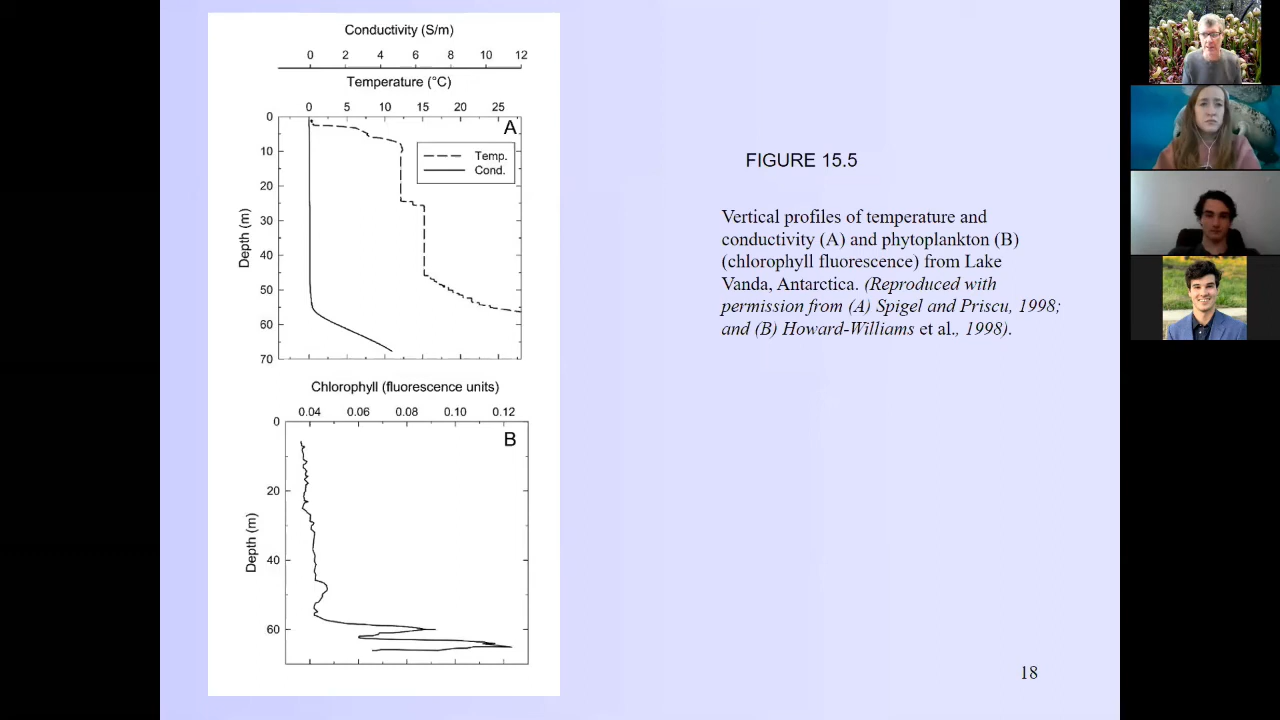 Conductivity (S/m)
0 2 4 6 8 10 12
Temperature (°C)
0 5 10 15 20 25
A
Temp.
Cond.
Depth (m)
0
10
20
30
40
50
60
70
Chlorophyll (fluorescence units)
0.04 0.06 0.08 0.10 0.12
B
Depth (m)
0
20
40
60
FIGURE 15.5
Vertical profiles of temperature and
conductivity (A) and phytoplankton (B)
(chlorophyll fluorescence) from Lake
Vanda, Antarctica. (Reproduced with
permission from (A) Spigel and Priscu, 1998;
and (B) Howard-Williams et al., 1998).
18